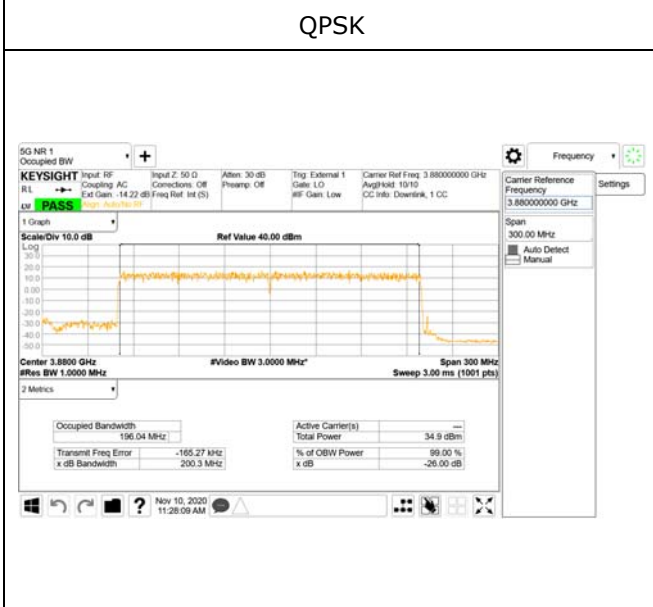 QPSK
5G NR 1
Occupied BW
Frequency
KEYSIGHT Input: RF Input Z: 50 Ω Atten: 30 dB Trig: External 1 Carrier Ref Freq: 3.880000000 GHz
RL Coupling: AC Corrections: Off Preamp: Off Gate: LO Avg|Hold: 10/10
Ext Gain: -14.22 dB Freq Ref: Int (S) #IF Gain: Low CC Info: Downlink, 1 CC
PASS Align: Auto/No RF
Carrier Reference Frequency
3.880000000 GHz
Settings
Span
300.00 MHz
Auto Detect
Manual
1 Graph
Scale/Div 10.0 dB Ref Value 40.00 dBm
Log
30.0
20.0
10.0
0.00
-10.0
-20.0
-30.0
-40.0
-50.0
Center 3.8800 GHz #Video BW 3.0000 MHz* Span 300 MHz
#Res BW 1.0000 MHz Sweep 3.00 ms (1001 pts)
2 Metrics
Occupied Bandwidth
196.04 MHz
Active Carrier(s) —
Total Power 34.9 dBm
Transmit Freq Error -165.27 kHz
x dB Bandwidth 200.3 MHz
% of OBW Power 99.00 %
x dB -26.00 dB
? Nov 10, 2020
11:28:09 AM